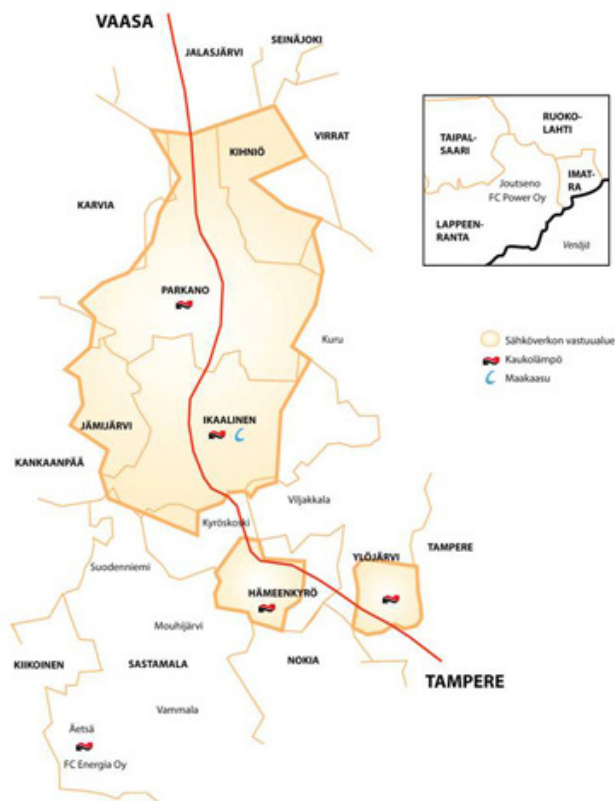 VAASA
SEINÄJOKI
JALASJÄRVI
VIRRAT
KIHNIÖ
KARVIA
PARKANO
Kuru
IKAALINEN
JÄMIJÄRVI
KANKAANPÄÄ
Viljakkala
Kyröskoski
YLÖJÄRVI
TAMPERE
Suodenniemi
HÄMEENKYRÖ
Mouhijärvi
KIIKOINEN
SASTAMALA
NOKIA
TAMPERE
Vammala
Äetsä
FC Energia Oy
RUOKO-
LAHTI
TAIPAL-
SAARI
IMAT-
RA
Joutseno
FC Power Oy
LAPPEEN-
RANTA
Venäjä
Sähköverkon vastuualue
Kaukolämpö
Maakaasu